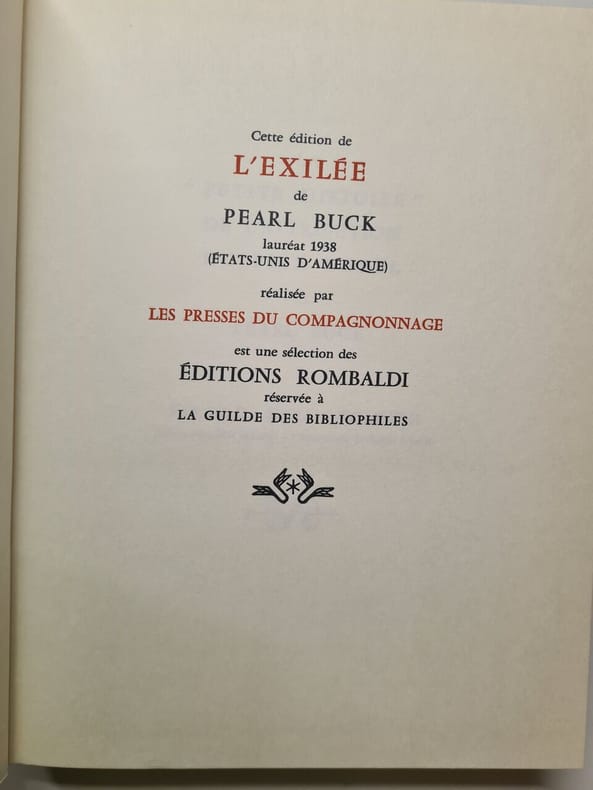 Cette édition de
L'EXILÉE
de
PEARL BUCK
lauréat 1938
(ÉTATS-UNIS D'AMÉRIQUE)
réalisée par
LES PRESSES DU COMPAGNONNAGE
est une sélection des
ÉDITIONS ROMBALDI
réservée à
LA GUILDE DES BIBLIOPHILES